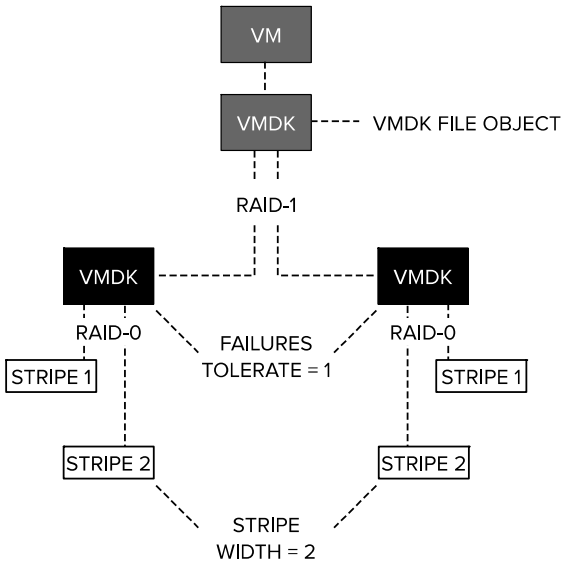 VM
VMDK
VMDK FILE OBJECT
RAID-1
VMDK
VMDK
RAID-0
RAID-0
FAILURES
TOLERATE = 1
STRIPE 1
STRIPE 1
STRIPE 2
STRIPE 2
STRIPE
WIDTH = 2